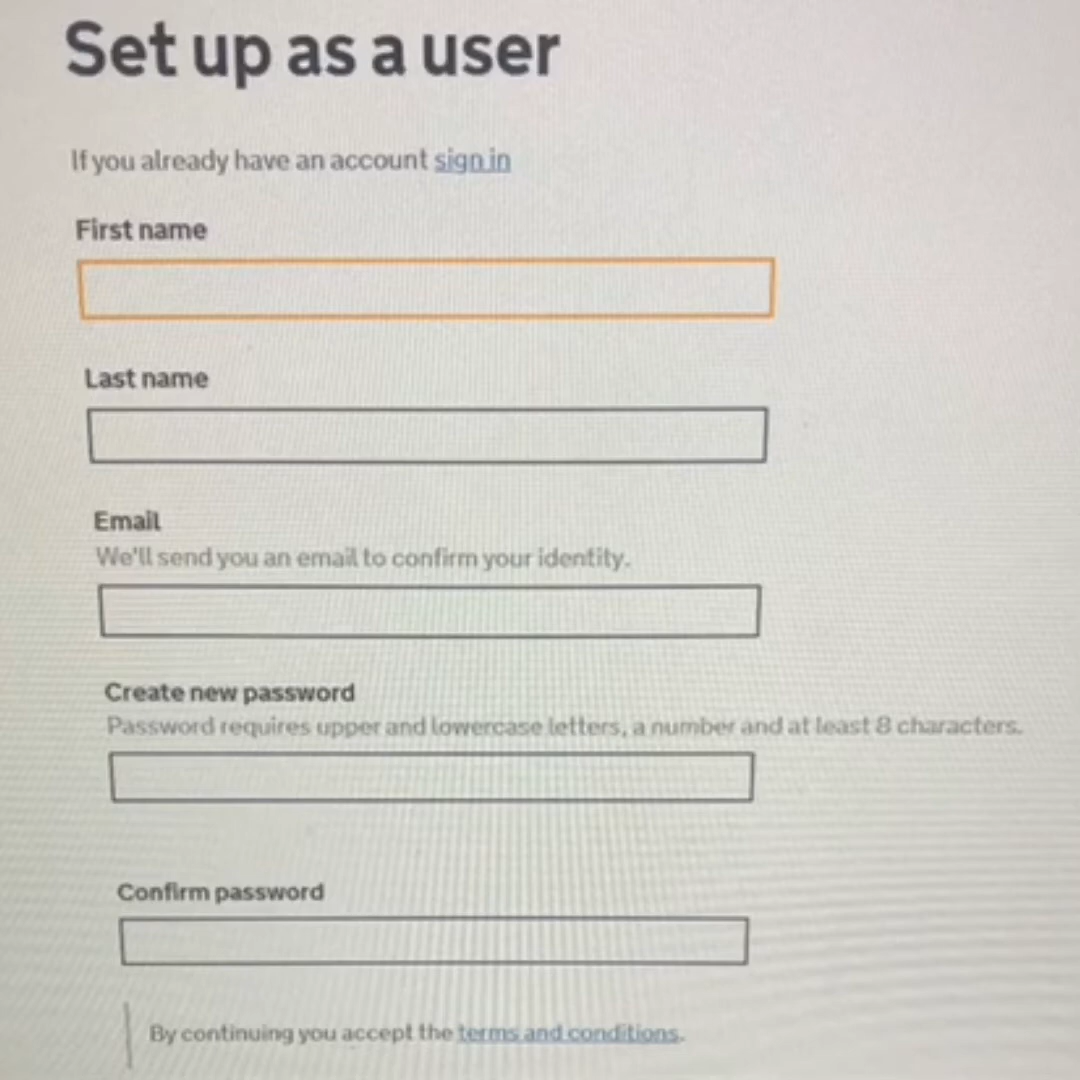 Set up as a user
If you already have an account sign in
First name
Last name
Email
We'll send you an email to confirm your identity.
Create new password
Password requires upper and lowercase letters, a number and at least 8 characters.
Confirm password
By continuing you accept the terms and conditions.